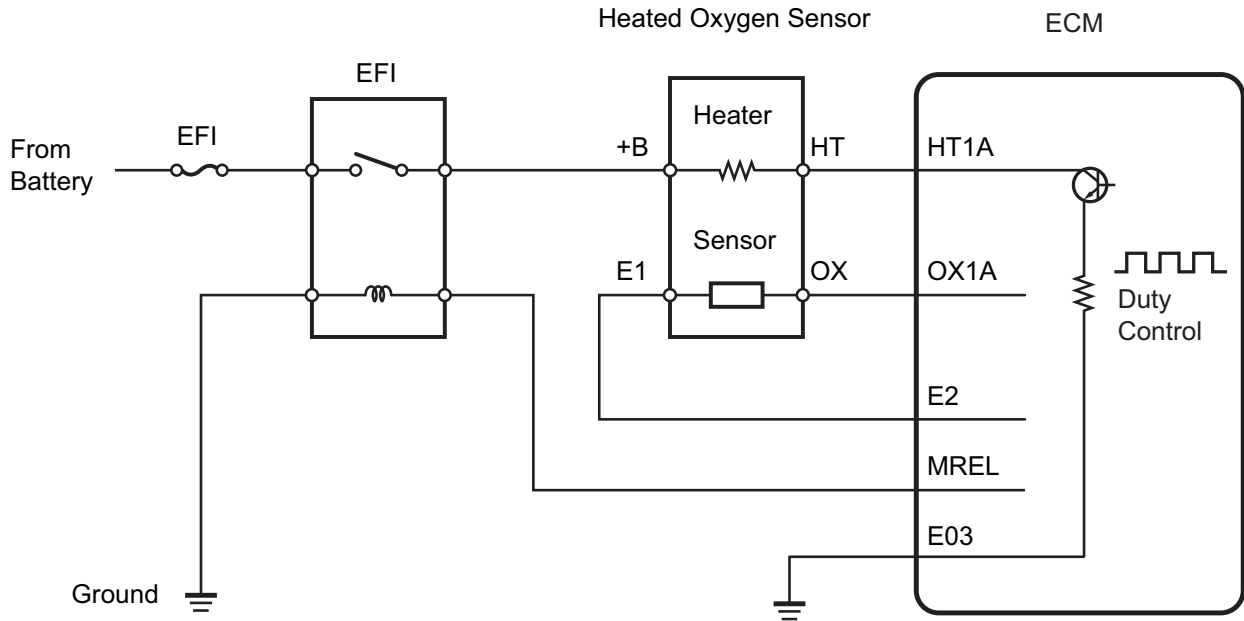 Heated Oxygen Sensor
ECM
EFI
EFI
From
Battery
Heater
+B
HT
HT1A
Sensor
E1
OX
OX1A
Duty
Control
E2
MREL
E03
Ground